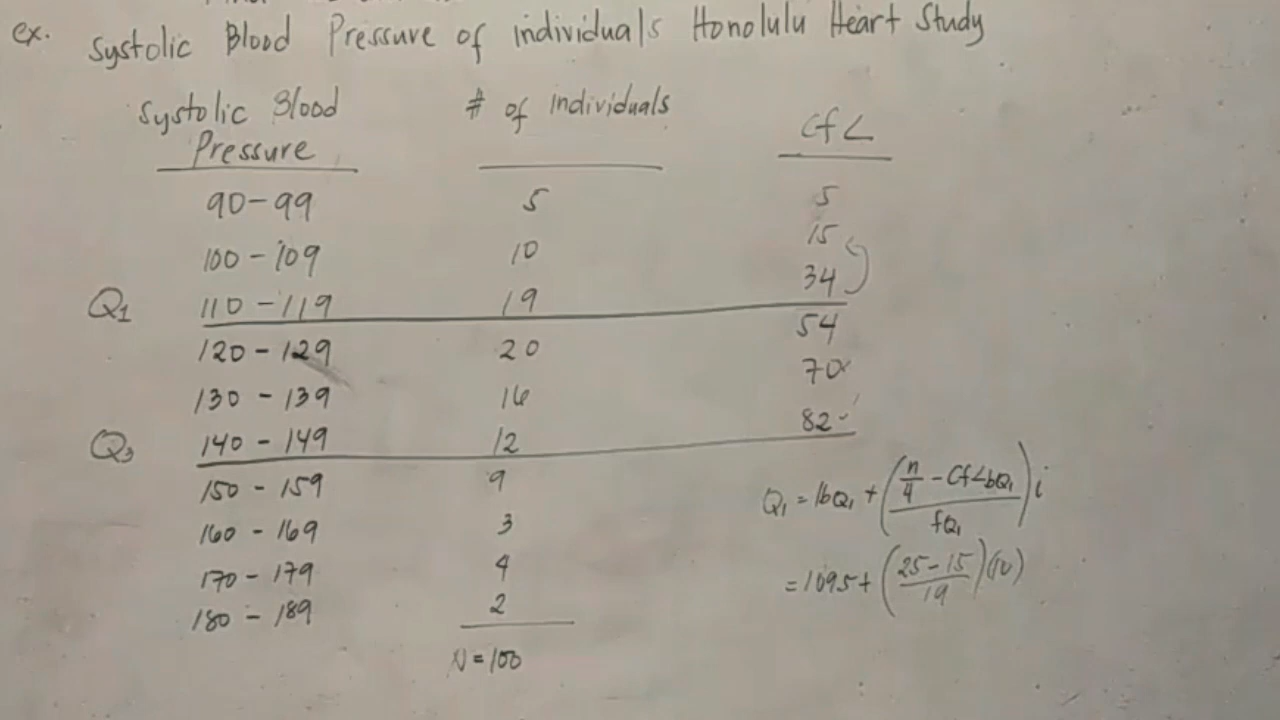 ex. Systolic Blood Pressure of individuals Honolulu Heart Study
Systolic Blood Pressure # of individuals Cf<
90-99 5 5
100-109 10 15
Q1 110-119 19 34
120-129 20 54
130-139 16 70
Q3 140-149 12 82
150-159 9
160-169 3
170-179 4
180-189 2
N=100
Q1 = lbQ1 + (n/4 - Cf<bQ1 / fQ1) i
= 109.5 + (25-15 / 19)(10)